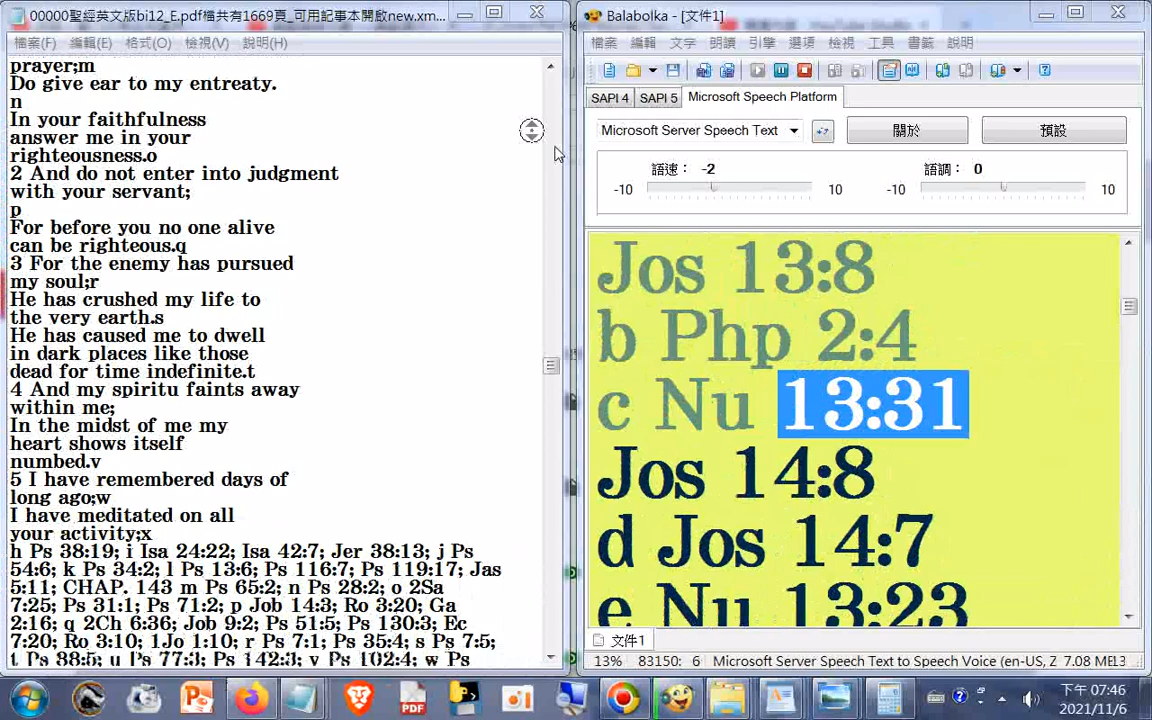 00000聖經英文版bi12_E.pdf檔共有1669頁_可用記事本開啟new.xm...
檔案(F) 編輯(E) 格式(O) 檢視(V) 說明(H)
prayer;m
Do give ear to my entreaty.
n
In your faithfulness
answer me in your
righteousness.o
2 And do not enter into judgment
with your servant;
p
For before you no one alive
can be righteous.q
3 For the enemy has pursued
my soul;r
He has crushed my life to
the very earth.s
He has caused me to dwell
in dark places like those
dead for time indefinite.t
4 And my spiritu faints away
within me;
In the midst of me my
heart shows itself
numbed.v
5 I have remembered days of
long ago;w
I have meditated on all
your activity;x
h Ps 38:19; i Isa 24:22; Isa 42:7; Jer 38:13; j Ps
54:6; k Ps 34:2; l Ps 13:6; Ps 116:7; Ps 119:17; Jas
5:11; CHAP. 143 m Ps 65:2; n Ps 28:2; o 2Sa
7:25; Ps 31:1; Ps 71:2; p Job 14:3; Ro 3:20; Ga
2:16; q 2Ch 6:36; Job 9:2; Ps 51:5; Ps 130:3; Ec
7:20; Ro 3:10; 1Jo 1:10; r Ps 7:1; Ps 35:4; s Ps 7:5;
t Ps 88:5; u Ps 77:3; Ps 142:3; v Ps 102:4; w Ps
Balabolka - [文件1]
檔案 編輯 文字 朗讀 引擎 選項 檢視 工具 書籤 說明
SAPI 4 SAPI 5 Microsoft Speech Platform
Microsoft Server Speech Text 關於 預設
語速: -2 語調: 0
-10 10 -10 10
Jos 13:8
b Php 2:4
c Nu 13:31
Jos 14:8
d Jos 14:7
e Nu 13:23
文件1
13% 83150: 6 Microsoft Server Speech Text to Speech Voice (en-US, Z 7.08 ME13
下午 07:46
2021/11/6